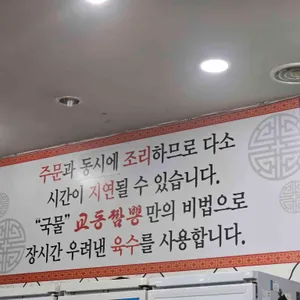 주문과 동시에 조리하므로 다소
시간이 지연될 수 있습니다.
“국물” 교동짬뽕만의 비법으로
장시간 우려낸 육수를 사용합니다.